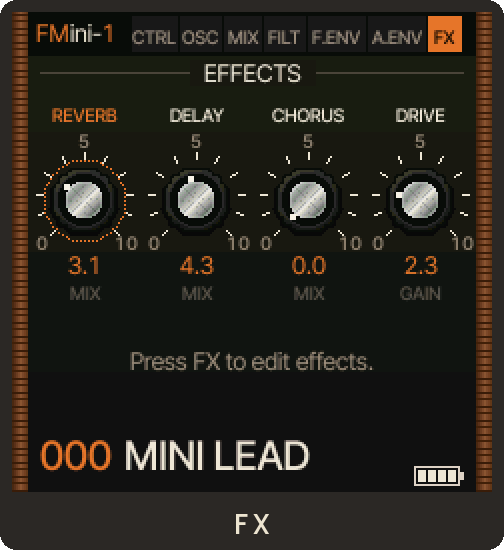 FMini-1 CTRL OSC MIX FILT F.ENV A.ENV FX
EFFECTS
REVERB DELAY CHORUS DRIVE
5 5 5 5
0 10 0 10 0 10 0 10
3.1 4.3 0.0 2.3
MIX MIX MIX GAIN
Press FX to edit effects.
000 MINI LEAD
FX